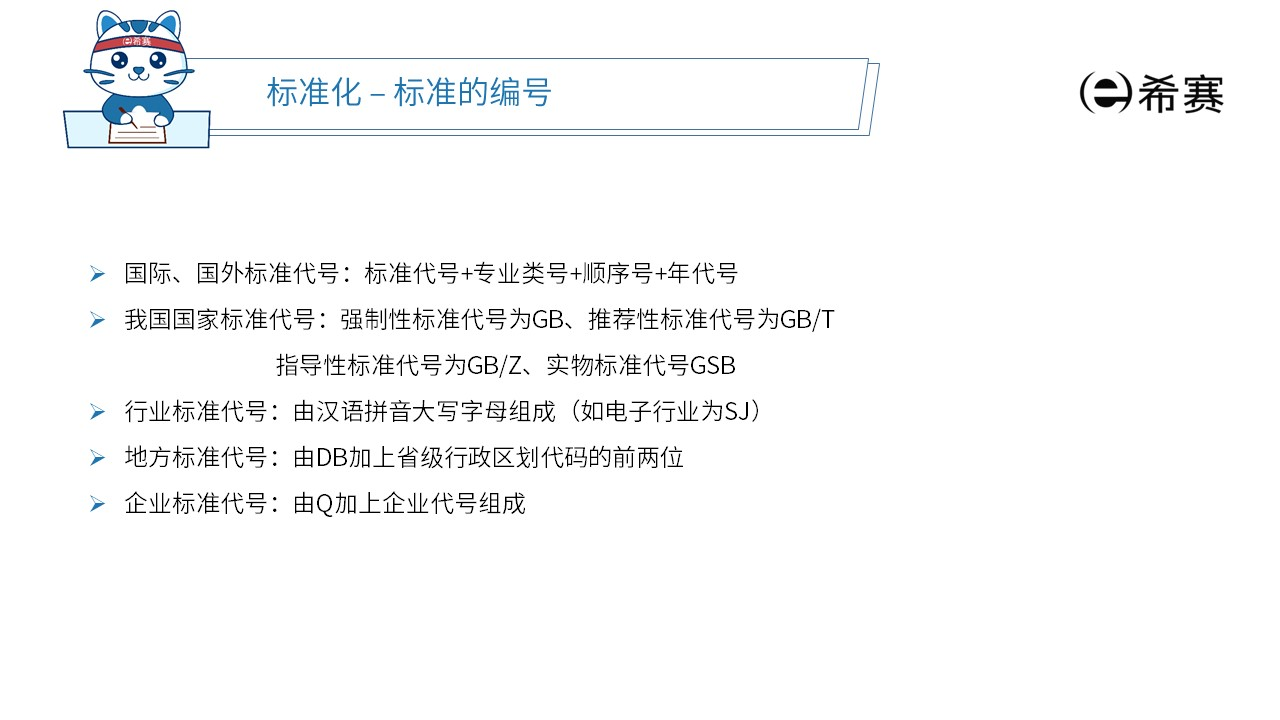 希赛
标准化 – 标准的编号
希赛
国际、国外标准代号：标准代号+专业类号+顺序号+年代号
我国国家标准代号：强制性标准代号为GB、推荐性标准代号为GB/T
指导性标准代号为GB/Z、实物标准代号GSB
行业标准代号：由汉语拼音大写字母组成（如电子行业为SJ）
地方标准代号：由DB加上省级行政区划代码的前两位
企业标准代号：由Q加上企业代号组成